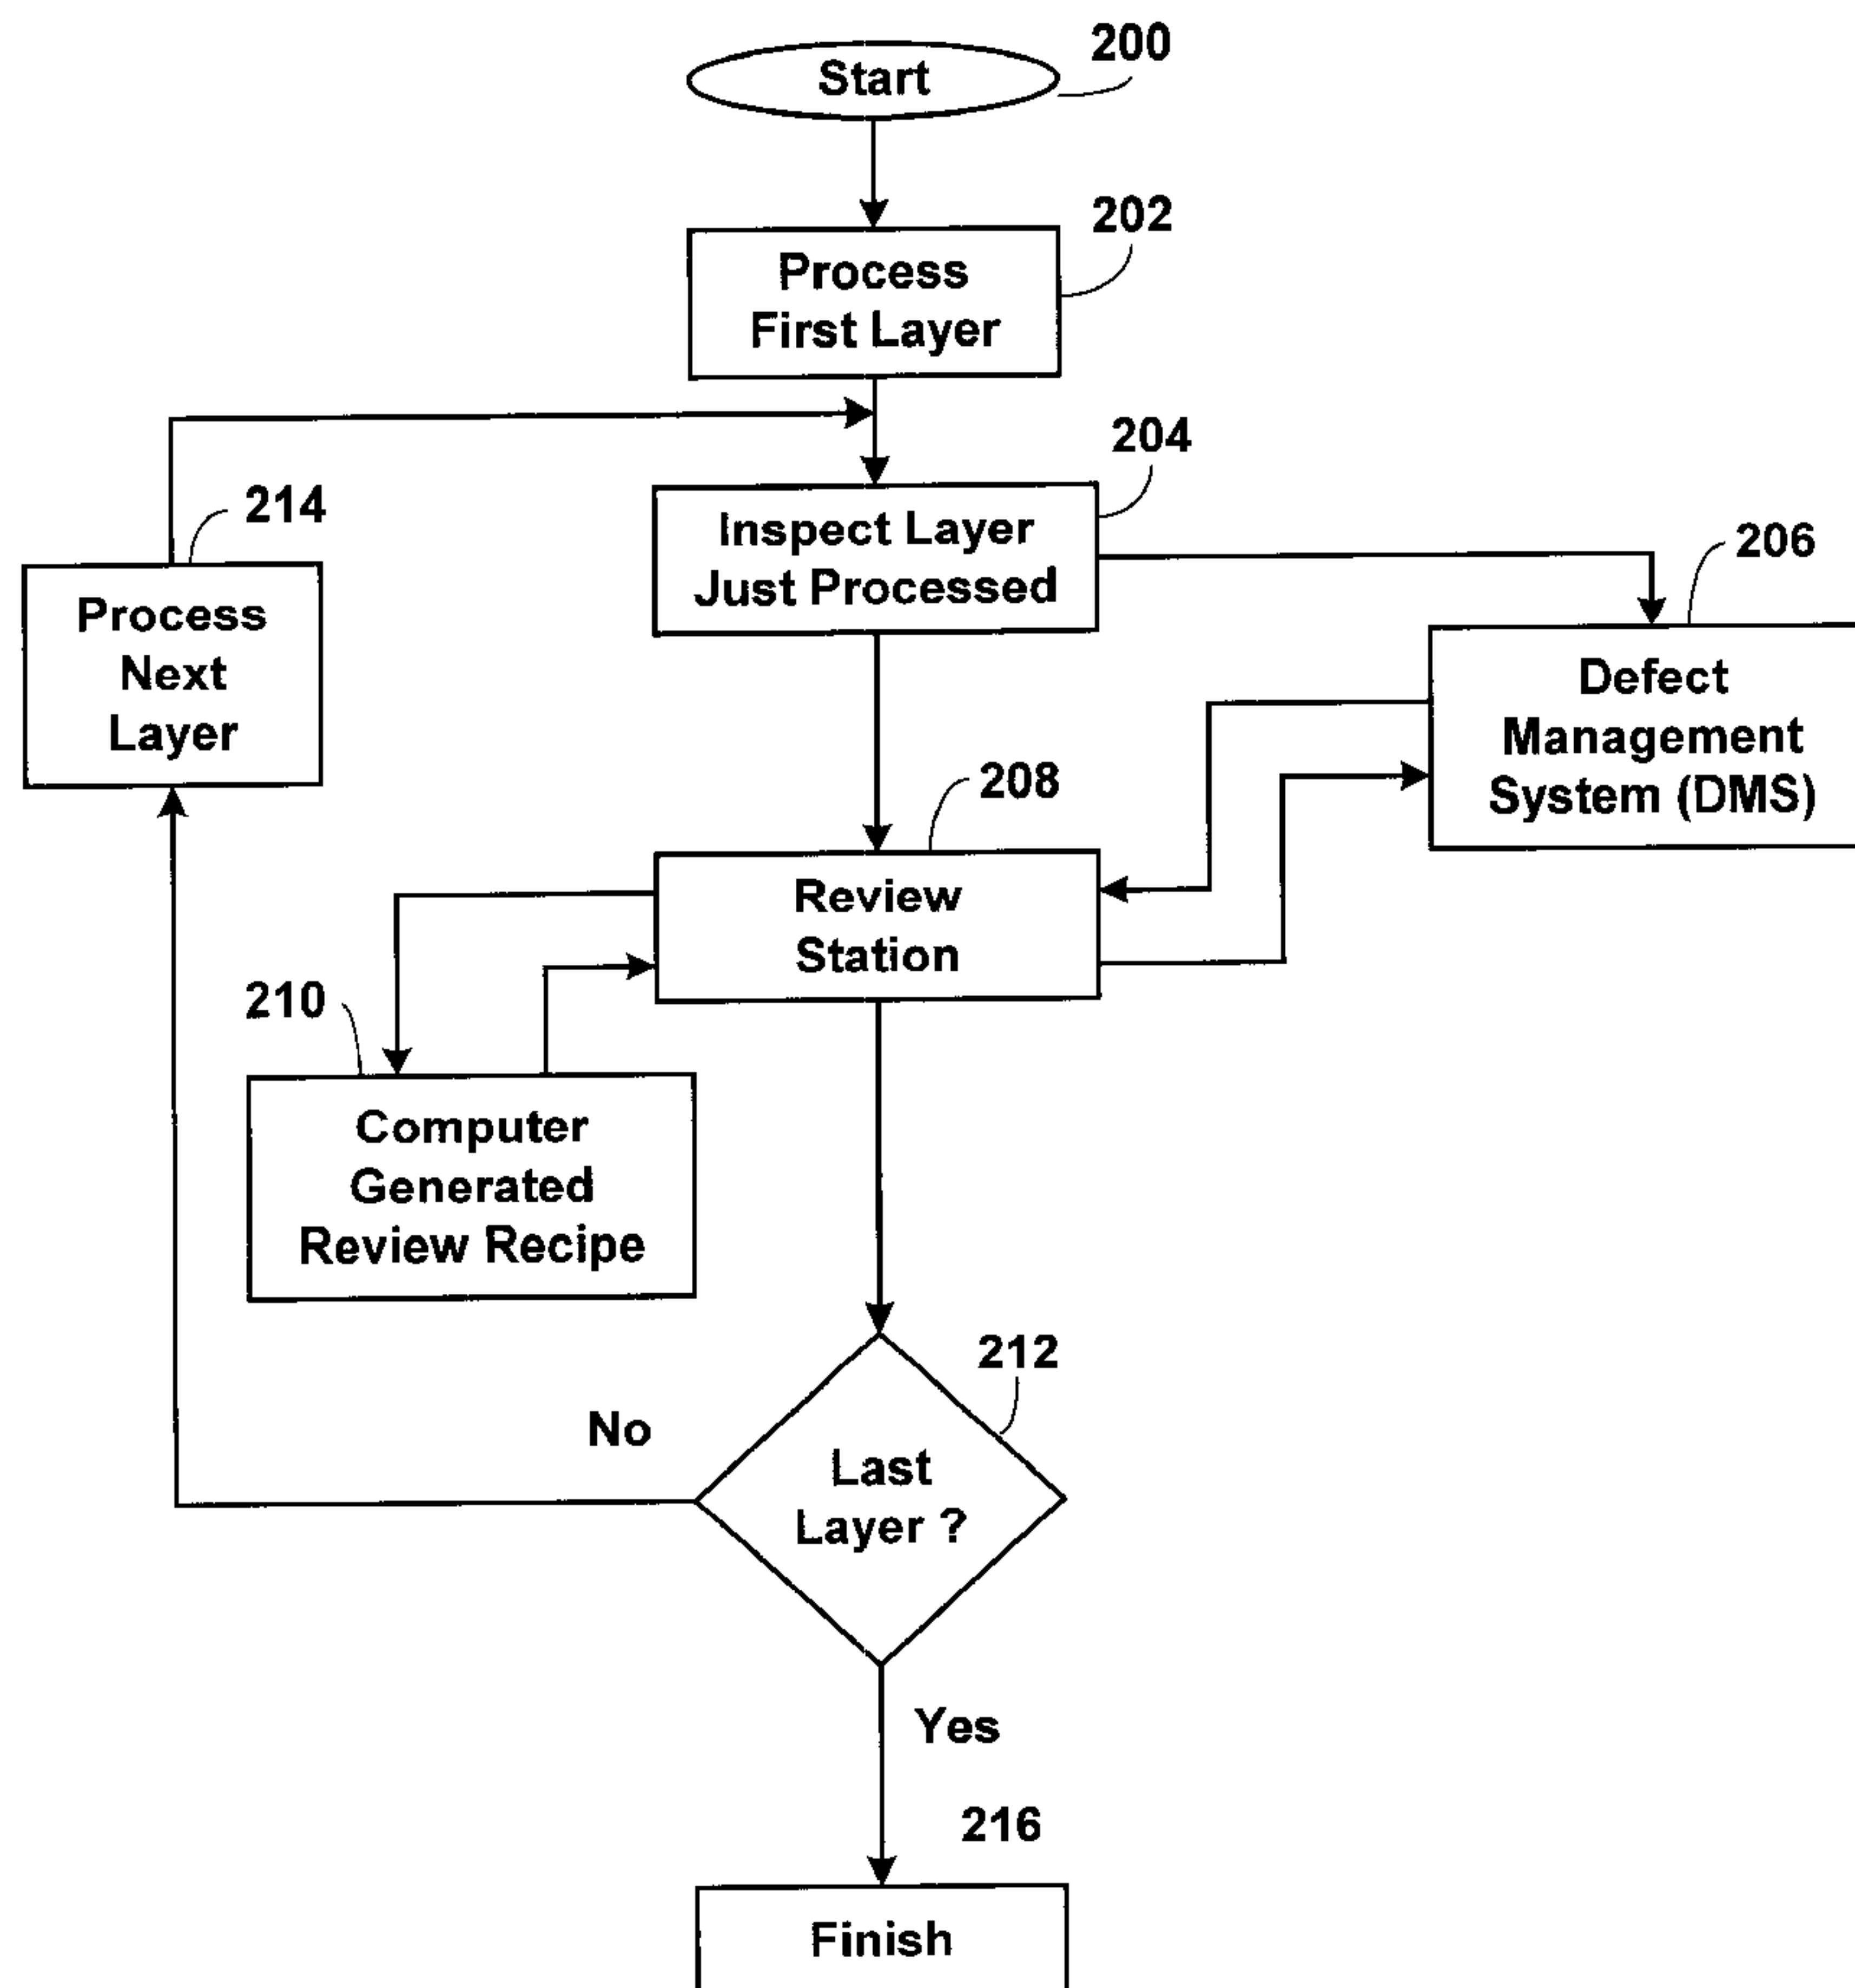 200
Start
202
Process
First Layer
204
Inspect Layer
Just Processed
214
Process
Next
Layer
206
Defect
Management
System (DMS)
208
Review
Station
210
Computer
Generated
Review Recipe
212
Last
Layer ?
No
Yes
216
Finish